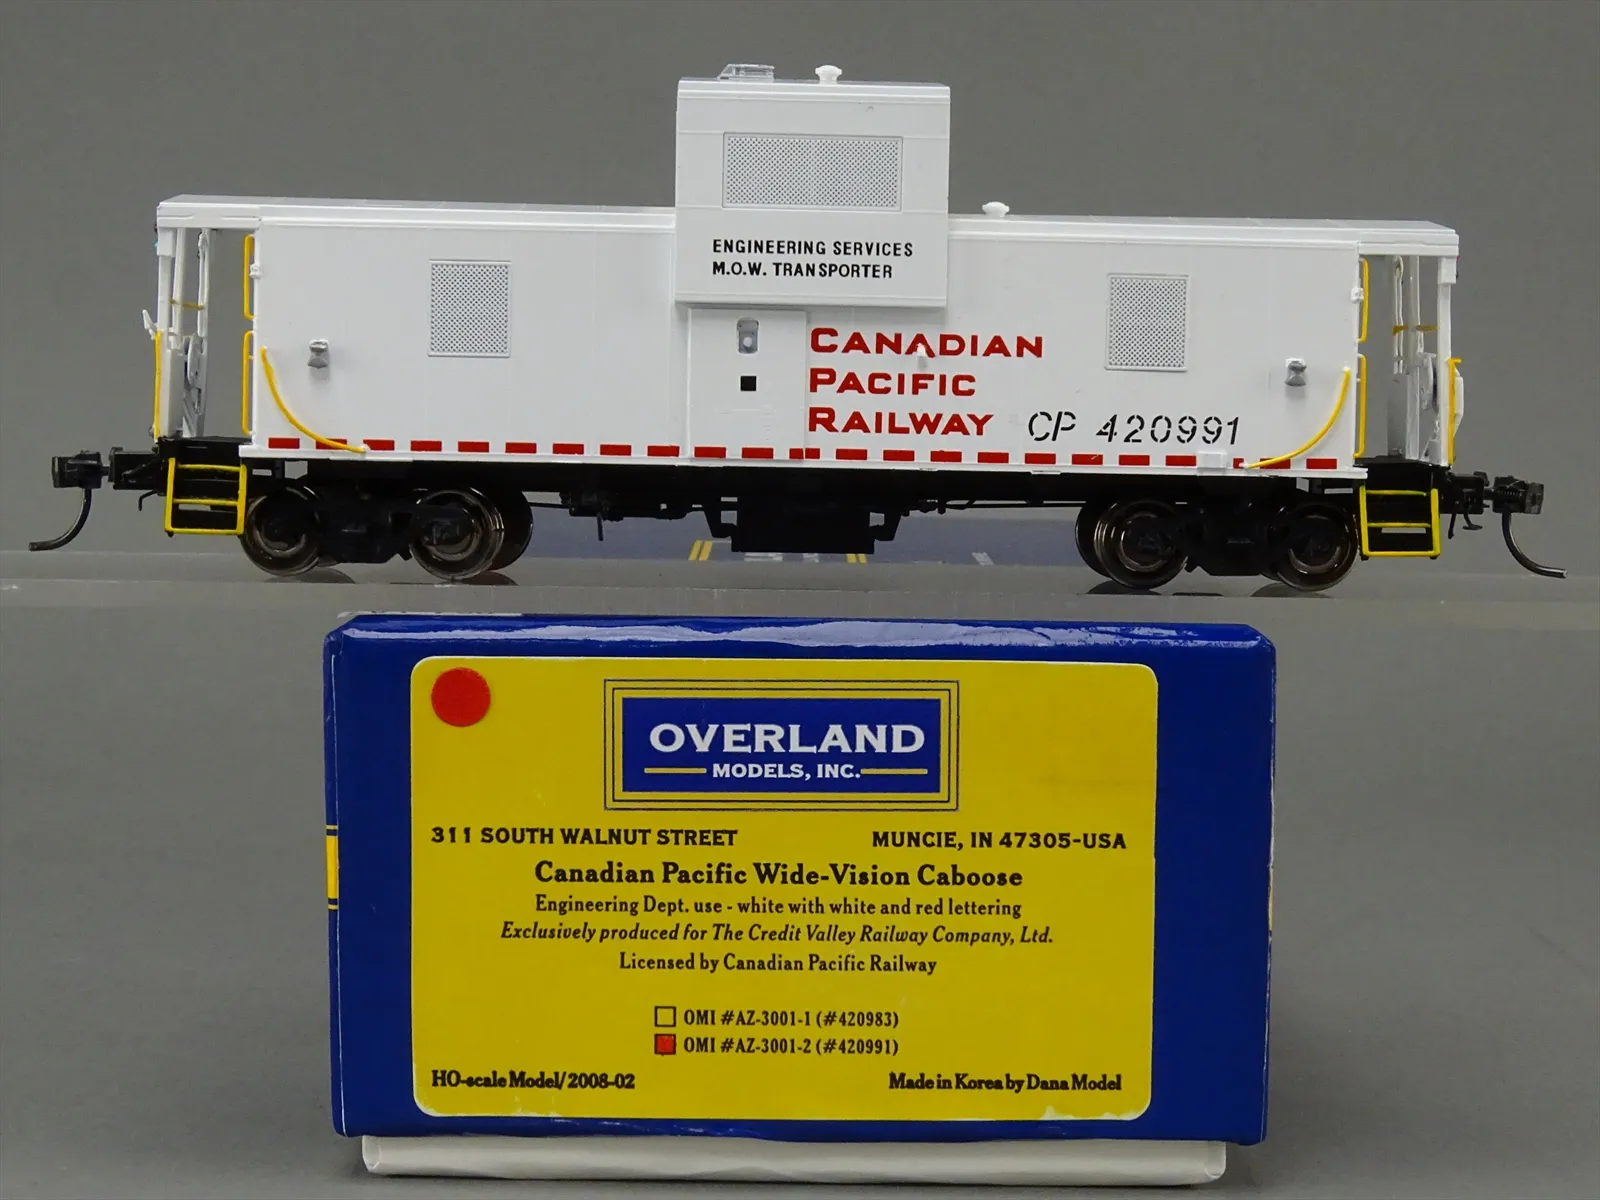 ENGINEERING SERVICES
M.O.W. TRANSPORTER
CANADIAN
PACIFIC
RAILWAY CP 420991
OVERLAND
MODELS, INC.
311 SOUTH WALNUT STREET MUNCIE, IN 47305-USA
Canadian Pacific Wide-Vision Caboose
Engineering Dept. use - white with white and red lettering
Exclusively produced for The Credit Valley Railway Company, Ltd.
Licensed by Canadian Pacific Railway
OMI #AZ-3001-1 (#420983)
OMI #AZ-3001-2 (#420991)
HO-scale Model/2008-02 Made in Korea by Dana Model